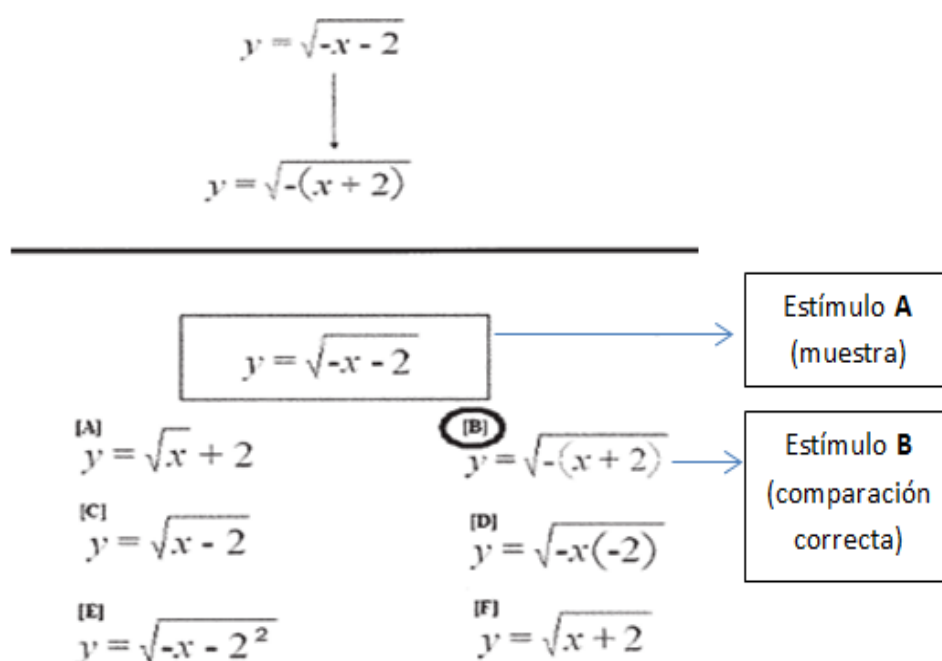 y = √-x - 2
y = √-(x + 2)
y = √-x - 2
Estímulo A
(muestra)
[A]
y = √x + 2
[B]
y = √-(x + 2)
Estímulo B
(comparación
correcta)
[C]
y = √x - 2
[D]
y = √-x(-2)
[E]
y = √-x - 2²
[F]
y = √x + 2